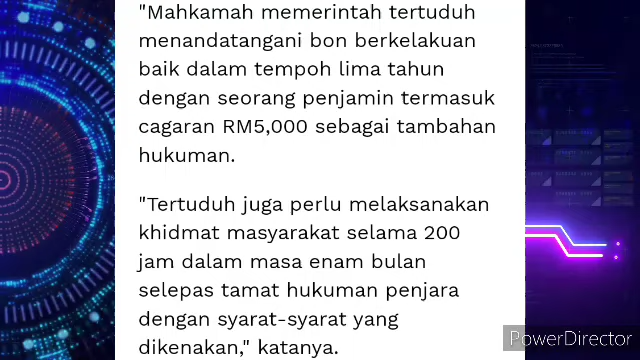 "Mahkamah memerintah tertuduh
menandatangani bon berkelakuan
baik dalam tempoh lima tahun
dengan seorang penjamin termasuk
cagaran RM5,000 sebagai tambahan
hukuman.
"Tertuduh juga perlu melaksanakan
khidmat masyarakat selama 200
jam dalam masa enam bulan
selepas tamat hukuman penjara
dengan syarat-syarat yang
dikenakan," katanya.
PowerDirector